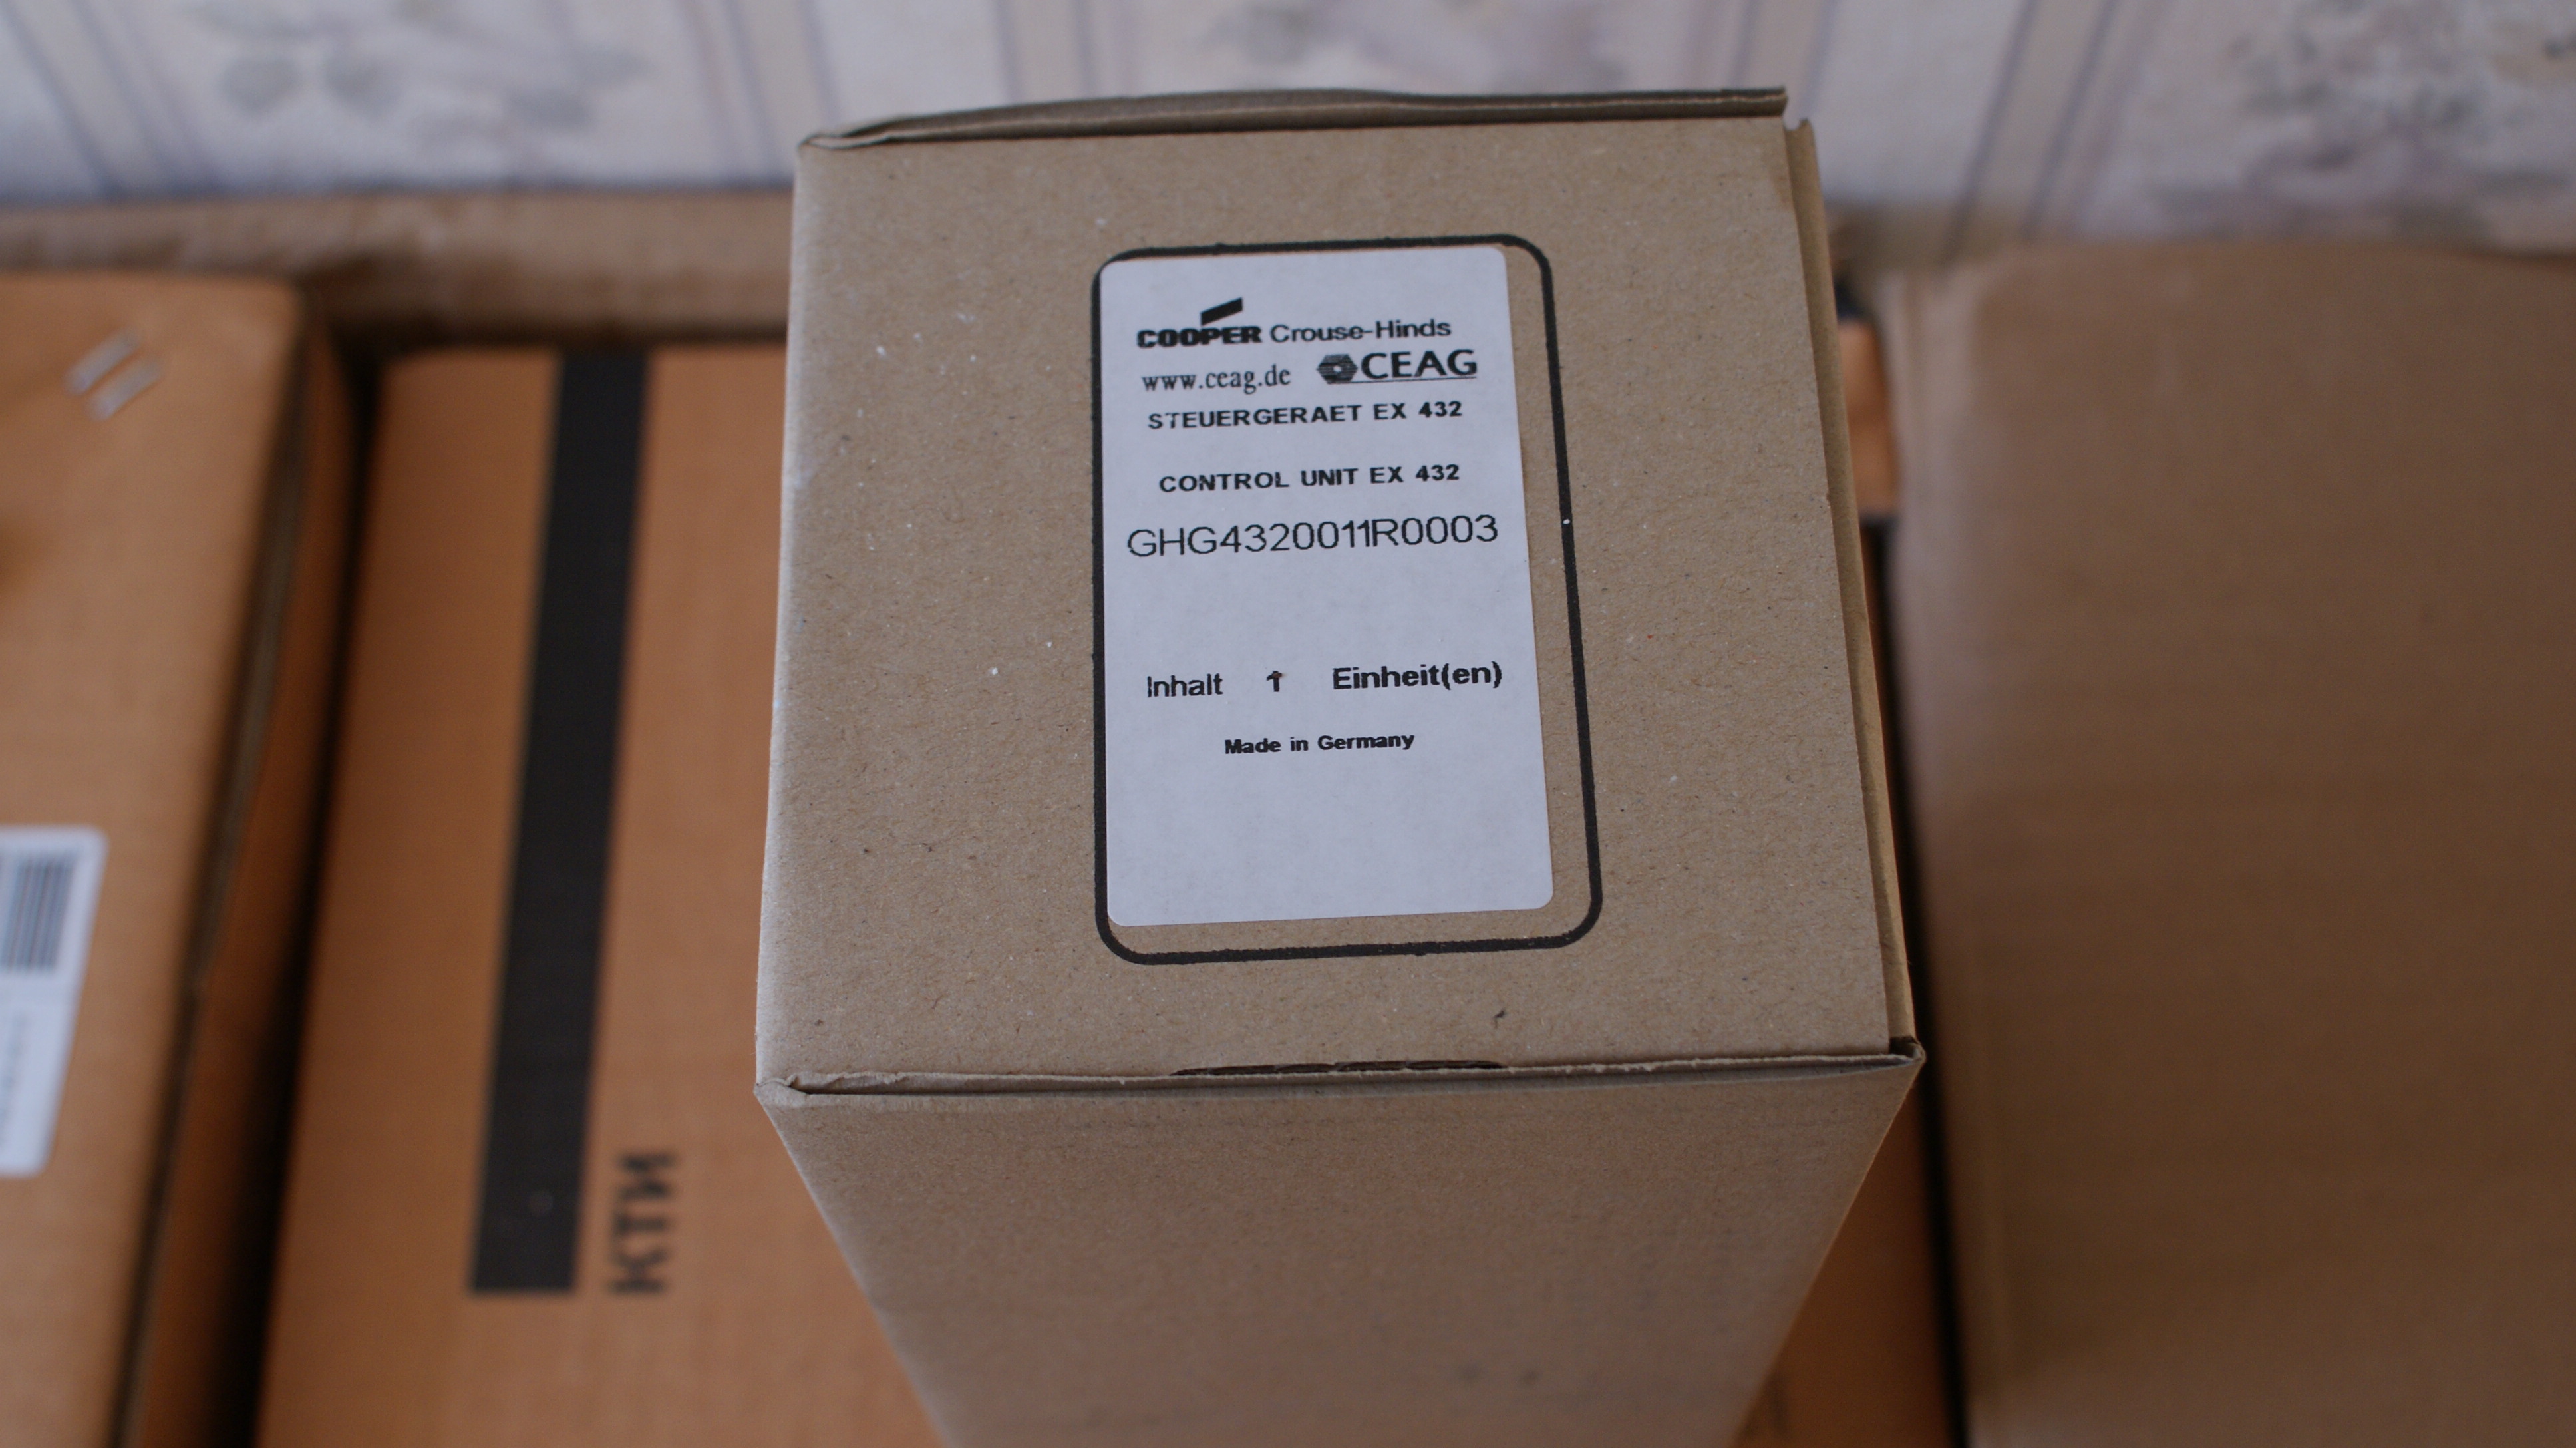 COOPER Crouse-Hinds
www.ceag.de CEAG
STEUERGERAET EX 432
CONTROL UNIT EX 432
GHG4320011R0003
Inhalt 1 Einheit(en)
Made in Germany
КТИ